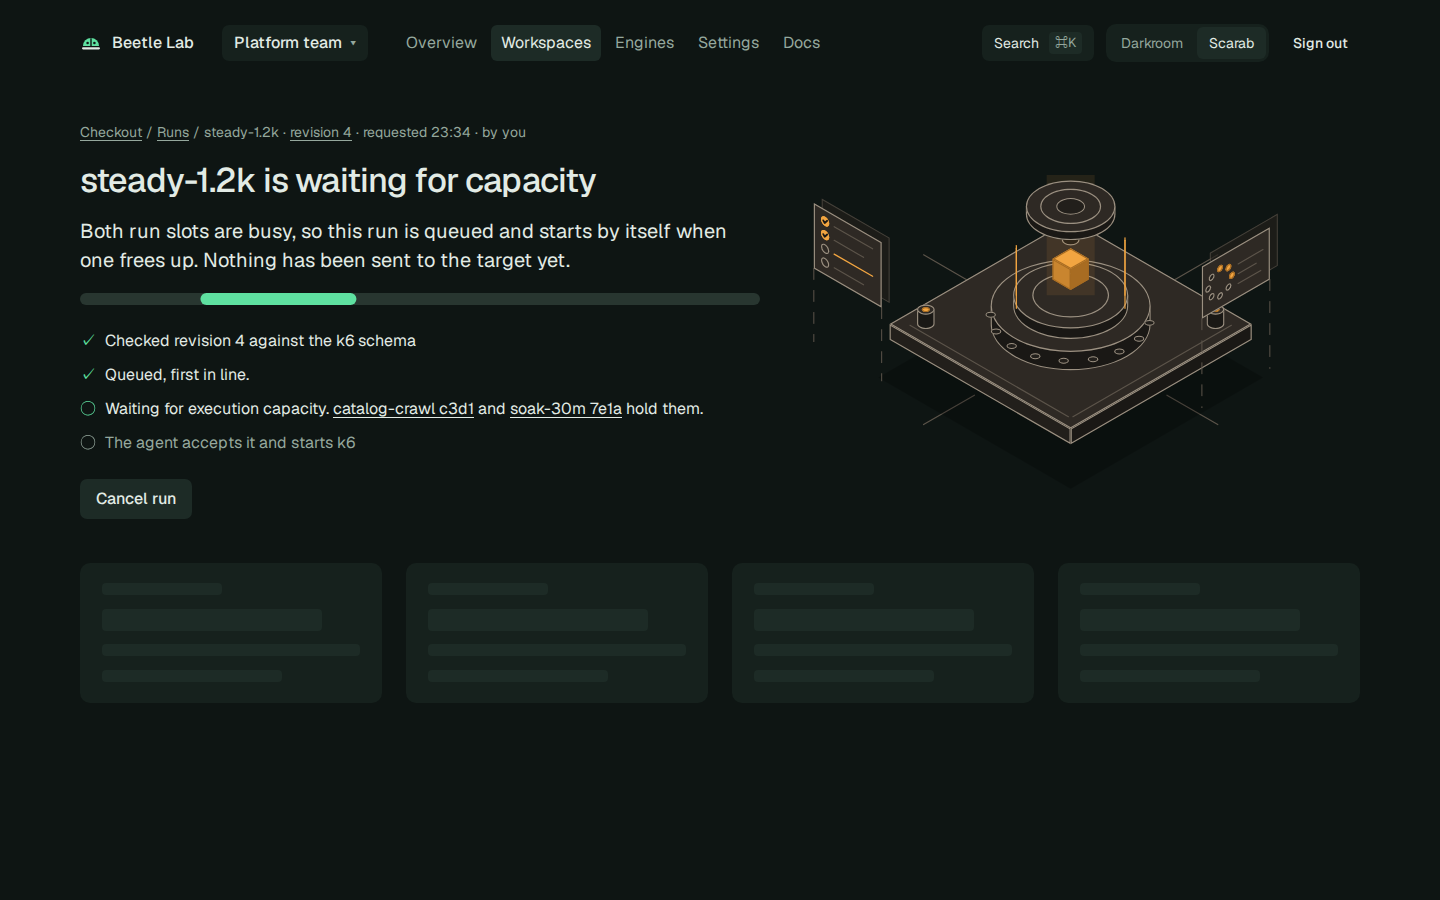 Beetle Lab
Platform team
Overview
Workspaces
Engines
Settings
Docs
Search ⌘K
Darkroom
Scarab
Sign out
Checkout / Runs / steady-1.2k · revision 4 · requested 23:34 · by you
steady-1.2k is waiting for capacity
Both run slots are busy, so this run is queued and starts by itself when
one frees up. Nothing has been sent to the target yet.
✓ Checked revision 4 against the k6 schema
✓ Queued, first in line.
Waiting for execution capacity. catalog-crawl c3d1 and soak-30m 7e1a hold them.
The agent accepts it and starts k6
Cancel run